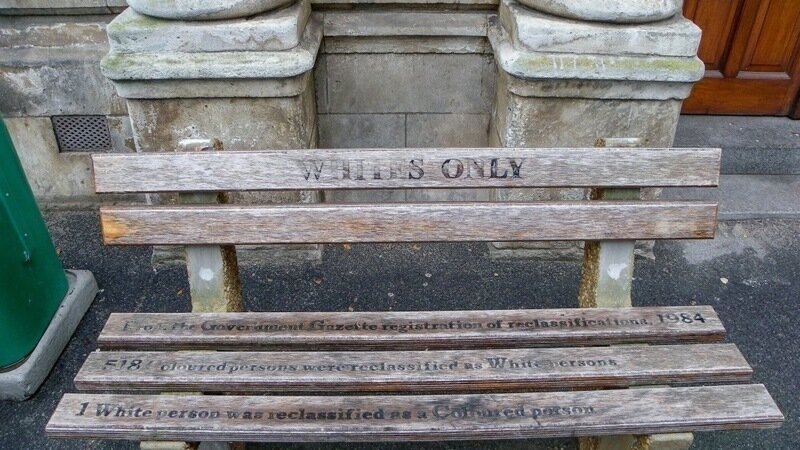 WHITES ONLY
the Government Gazette registration of reclassifications, 1984
518 Coloured persons were reclassified as White persons
1 White person was reclassified as a Coloured person